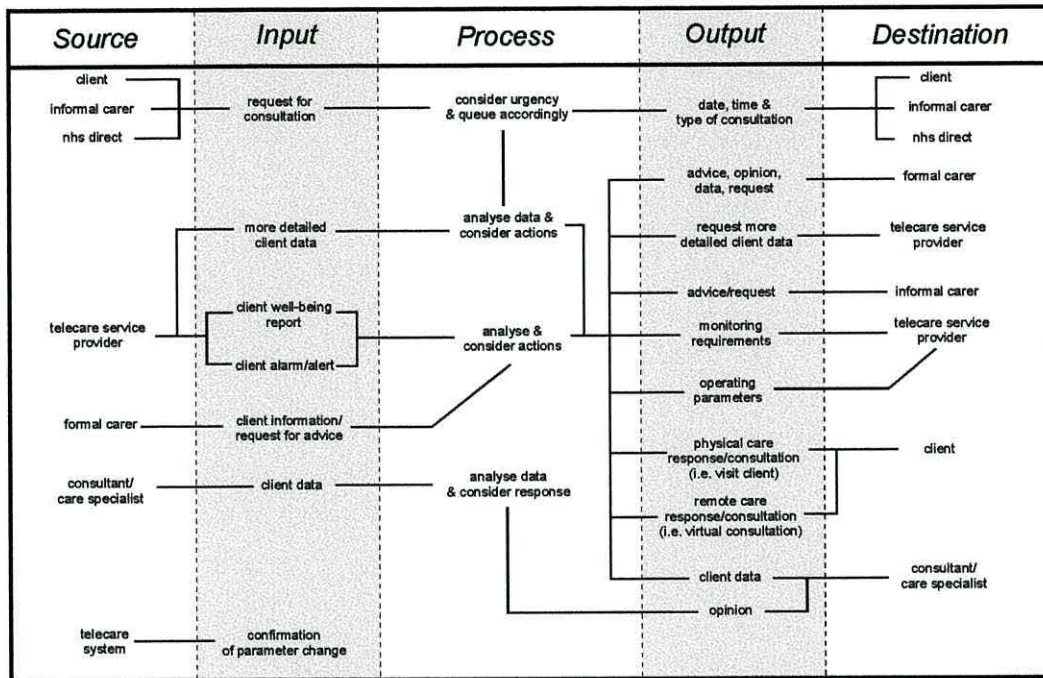 Source
Input
Process
Output
Destination
client
informal carer
nhs direct
request for
consultation
consider urgency
& queue accordingly
date, time &
type of consultation
client
informal carer
nhs direct
advice, opinion,
data, request
formal carer
more detailed
client data
analyse data &
consider actions
request more
detailed client data
telecare service
provider
telecare service
provider
client well-being
report
client alarm/alert
analyse &
consider actions
advice/request
informal carer
monitoring
requirements
telecare service
provider
operating
parameters
formal carer
client information/
request for advice
physical care
response/consultation
(i.e. visit client)
client
consultant/
care specialist
client data
analyse data
& consider response
remote care
response/consultation
(i.e. virtual consultation)
client data
consultant/
care specialist
opinion
telecare
system
confirmation
of parameter change